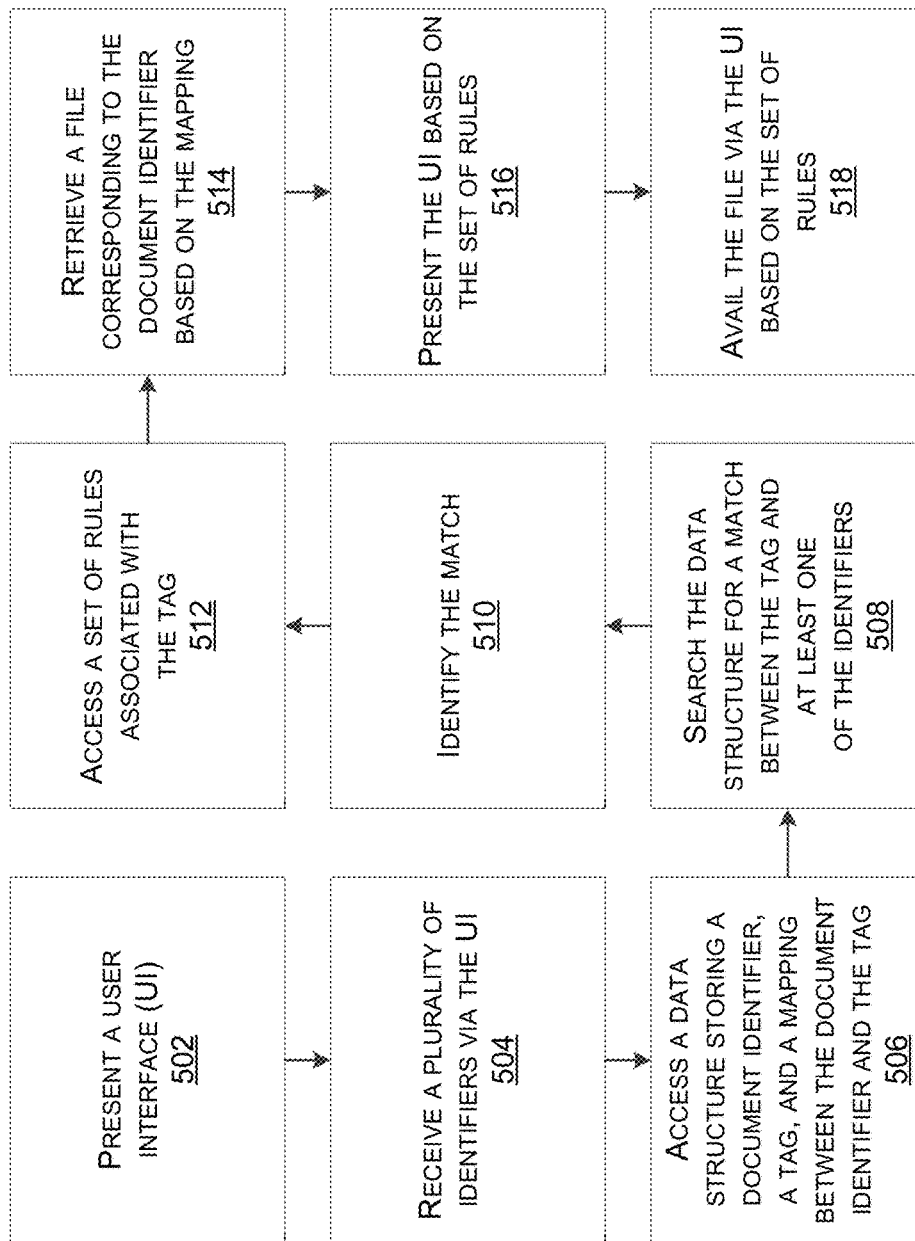 PRESENT A USER
INTERFACE (UI)
502
RECEIVE A PLURALITY OF
IDENTIFIERS VIA THE UI
504
ACCESS A DATA
STRUCTURE STORING A
DOCUMENT IDENTIFIER,
A TAG, AND A MAPPING
BETWEEN THE DOCUMENT
IDENTIFIER AND THE TAG
506
SEARCH THE DATA
STRUCTURE FOR A MATCH
BETWEEN THE TAG AND
AT LEAST ONE
OF THE IDENTIFIERS
508
IDENTIFY THE MATCH
510
ACCESS A SET OF RULES
ASSOCIATED WITH
THE TAG
512
RETRIEVE A FILE
CORRESPONDING TO THE
DOCUMENT IDENTIFIER
BASED ON THE MAPPING
514
PRESENT THE UI BASED ON
THE SET OF RULES
516
AVAIL THE FILE VIA THE UI
BASED ON THE SET OF
RULES
518